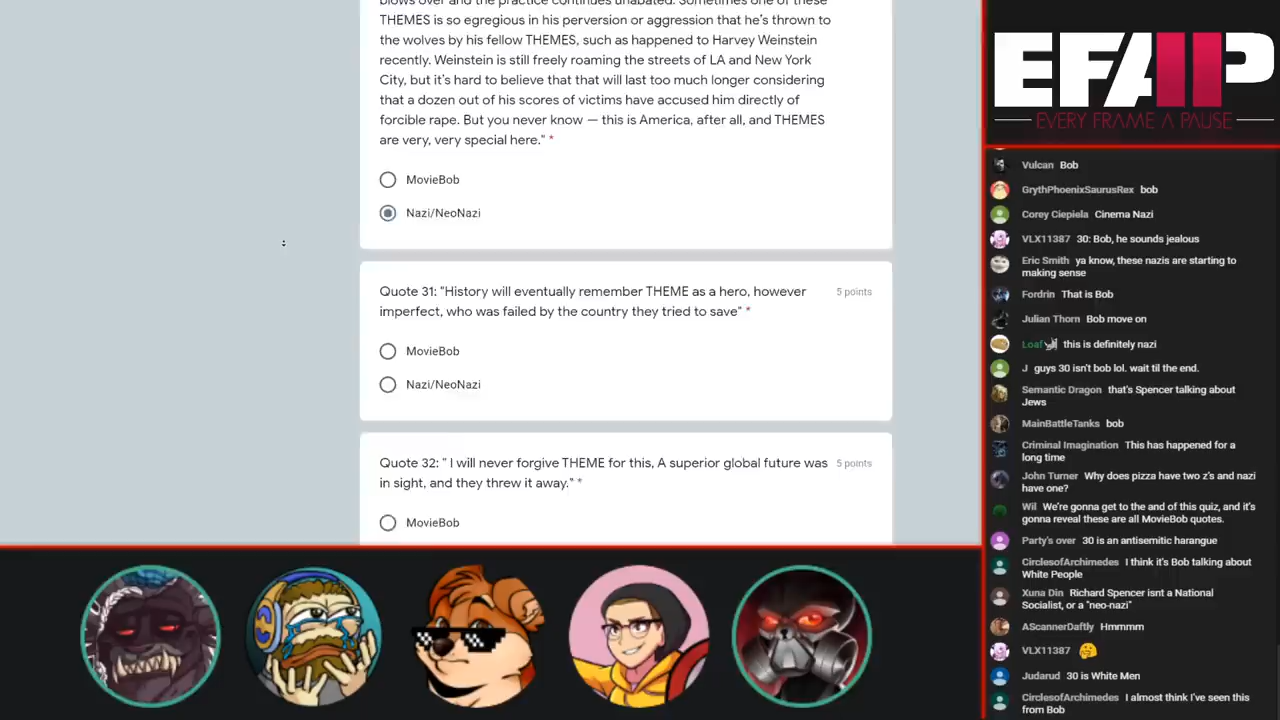 blows over and the practice continues unabated. Sometimes one of these
THEMES is so egregious in his perversion or aggression that he's thrown to
the wolves by his fellow THEMES, such as happened to Harvey Weinstein
recently. Weinstein is still freely roaming the streets of LA and New York
City, but it's hard to believe that that will last too much longer considering
that a dozen out of his scores of victims have accused him directly of
forcible rape. But you never know — this is America, after all, and THEMES
are very, very special here." *
MovieBob
Nazi/NeoNazi
Quote 31: "History will eventually remember THEME as a hero, however
imperfect, who was failed by the country they tried to save" *
5 points
MovieBob
Nazi/NeoNazi
Quote 32: " I will never forgive THEME for this, A superior global future was
in sight, and they threw it away." *
5 points
MovieBob
EFAP
EVERY FRAME A PAUSE
Vulcan Bob
GrythPhoenixSaurusRex bob
Corey Ciepiela Cinema Nazi
VLX11387 30: Bob, he sounds jealous
Eric Smith ya know, these nazis are starting to
making sense
Fordrin That is Bob
Julian Thorn Bob move on
Loaf this is definitely nazi
J guys 30 isn't bob lol. wait til the end.
Semantic Dragon that's Spencer talking about
Jews
MainBattleTanks bob
Criminal Imagination This has happened for a
long time
John Turner Why does pizza have two z's and nazi
have one?
Wil We're gonna get to the and of this quiz, and it's
gonna reveal these are all MovieBob quotes.
Party's over 30 is an antisemitic harangue
CirclesofArchimedes I think it's Bob talking about
White People
Xuna Din Richard Spencer isnt a National
Socialist, or a "neo-nazi"
AScannerDaftly Hmmmm
VLX11387 🤔
Judarud 30 is White Men
CirclesofArchimedes I almost think I've seen this
from Bob